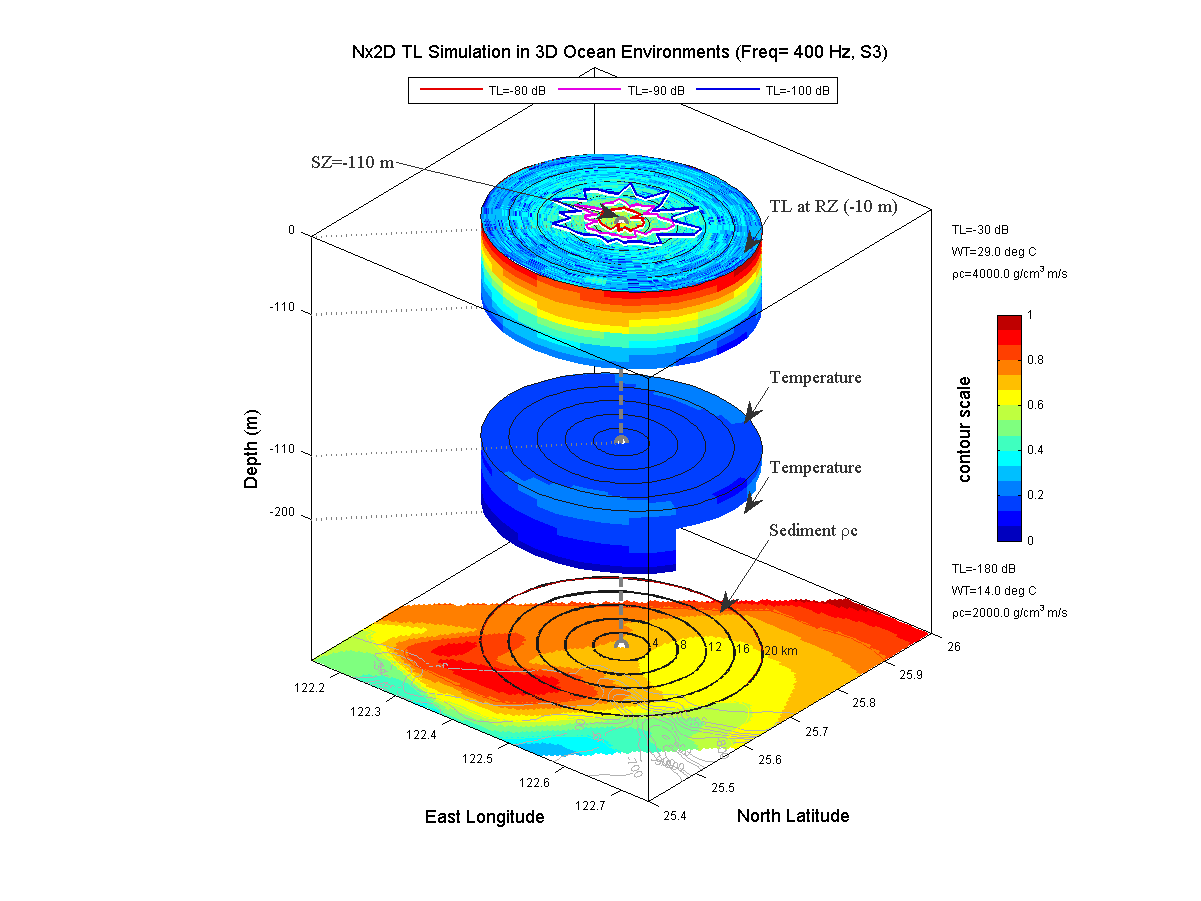 Nx2D TL Simulation in 3D Ocean Environments (Freq= 400 Hz, S3)
TL=-80 dB TL=-90 dB TL=-100 dB
SZ=-110 m
TL at RZ (-10 m)
0
-110
-110
-200
Depth (m)
Temperature
Temperature
Sediment ρc
TL=-30 dB
WT=29.0 deg C
ρc=4000.0 g/cm³ m/s
1
0.8
0.6
0.4
0.2
0
contour scale
TL=-180 dB
WT=14.0 deg C
ρc=2000.0 g/cm³ m/s
4 8 12 16 20 km
122.2
122.3
122.4
122.5
122.6
122.7
East Longitude
26
25.9
25.8
25.7
25.6
25.5
25.4
North Latitude